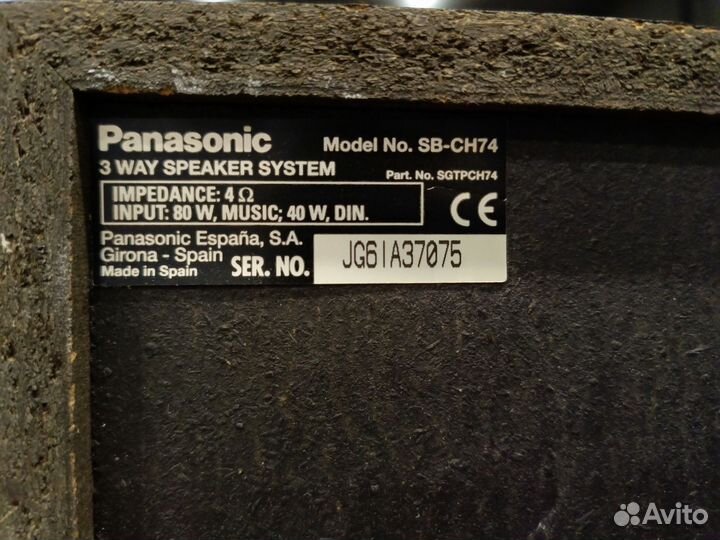 Panasonic Model No. SB-CH74
3 WAY SPEAKER SYSTEM Part. No. SGTPCH74
IMPEDANCE: 4 Ω
INPUT: 80 W, MUSIC; 40 W, DIN. CE
Panasonic España, S.A.
Girona - Spain
Made in Spain SER. NO. JG6IA37075
Avito